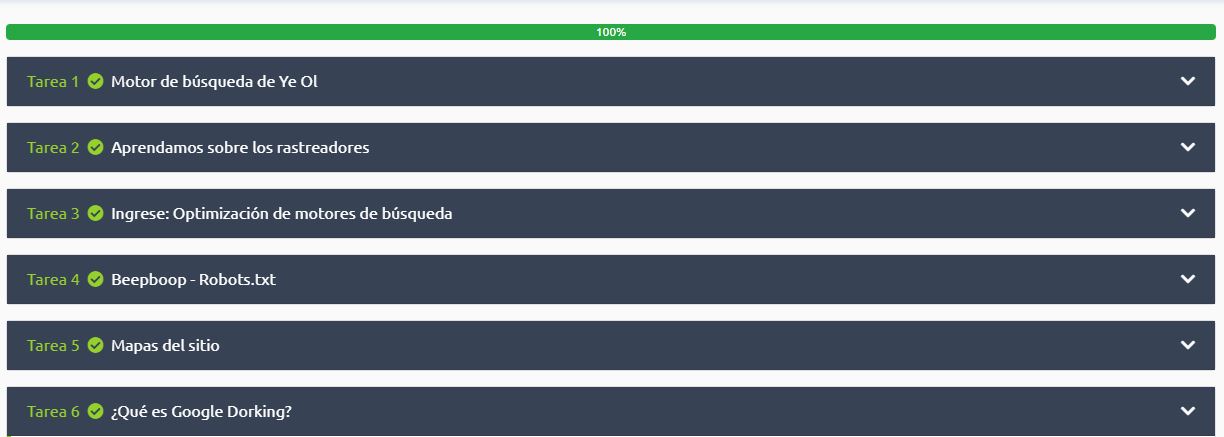 100%
Tarea 1 Motor de búsqueda de Ye Ol
Tarea 2 Aprendamos sobre los rastreadores
Tarea 3 Ingrese: Optimización de motores de búsqueda
Tarea 4 Beepboop - Robots.txt
Tarea 5 Mapas del sitio
Tarea 6 ¿Qué es Google Dorking?